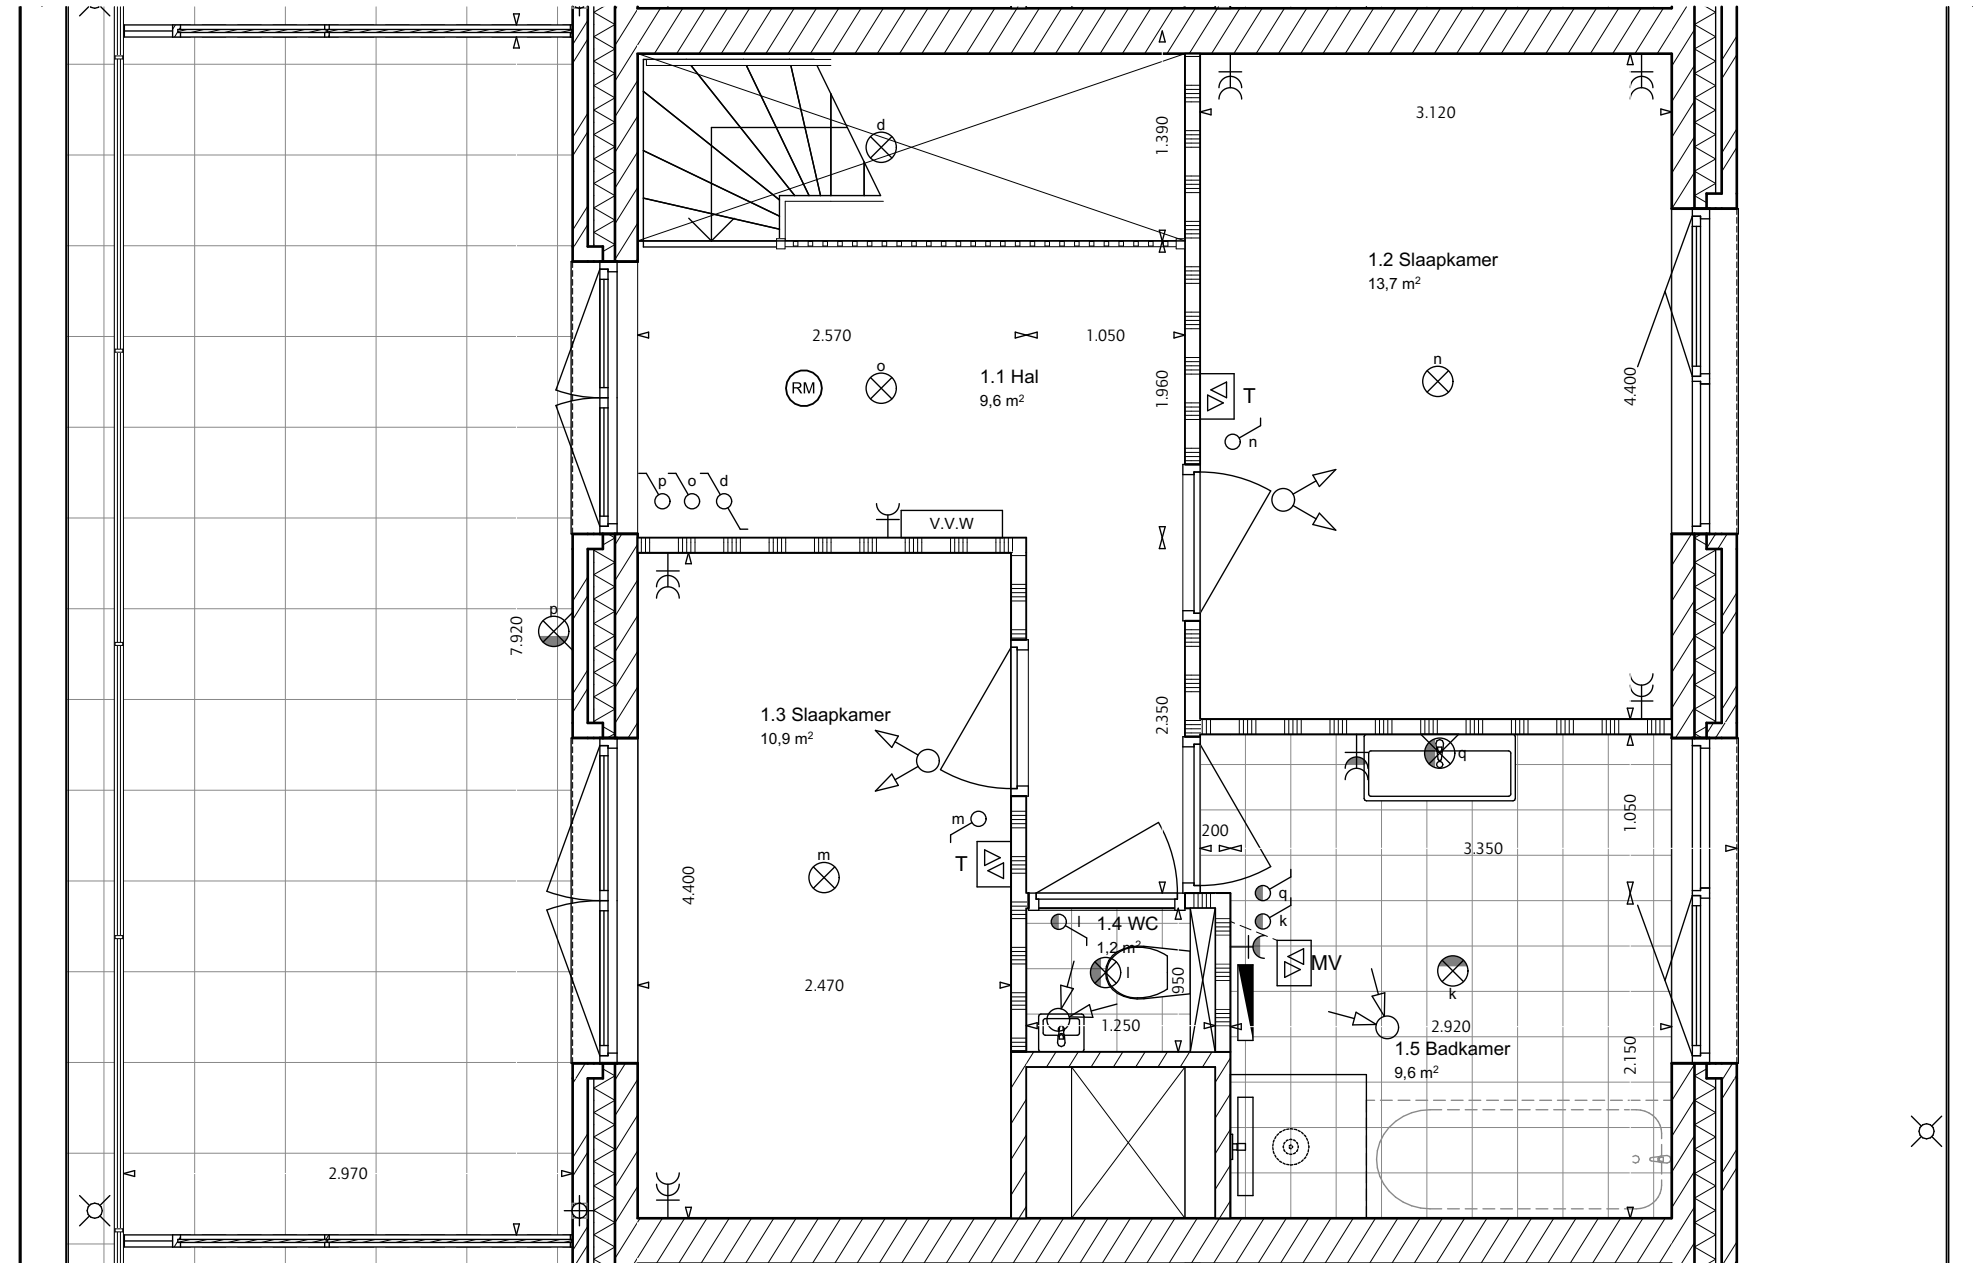 d
1.390
3.120
1.2 Slaapkamer
13,7 m²
2.570
1.050
RM
o
1.1 Hal
9,6 m²
1.960
T
n
n
4.400
p o d
V.V.W
p
7.920
1.3 Slaapkamer
10,9 m²
2.350
q
m
T
m
4.400
200
3.350
1.050
q
k
l
1.4 WC
1,2 m²
l
950
MV
k
2.470
1.250
2.920
1.5 Badkamer
9,6 m²
2.150
2.970